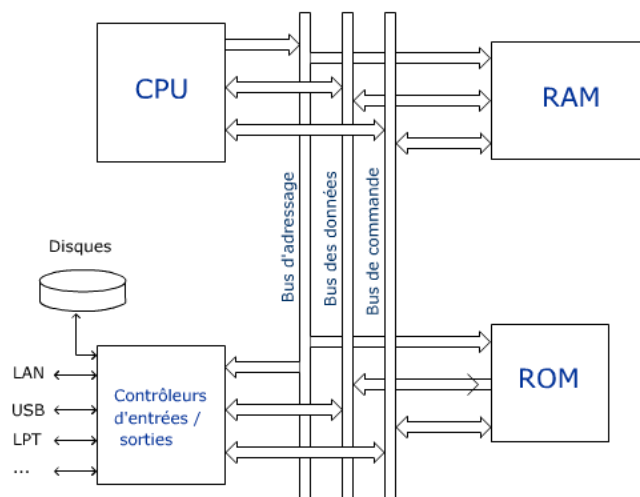 CPU
RAM
Bus d'adressage
Bus des données
Bus de commande
Disques
LAN
USB
LPT
...
Contrôleurs
d'entrées /
sorties
ROM